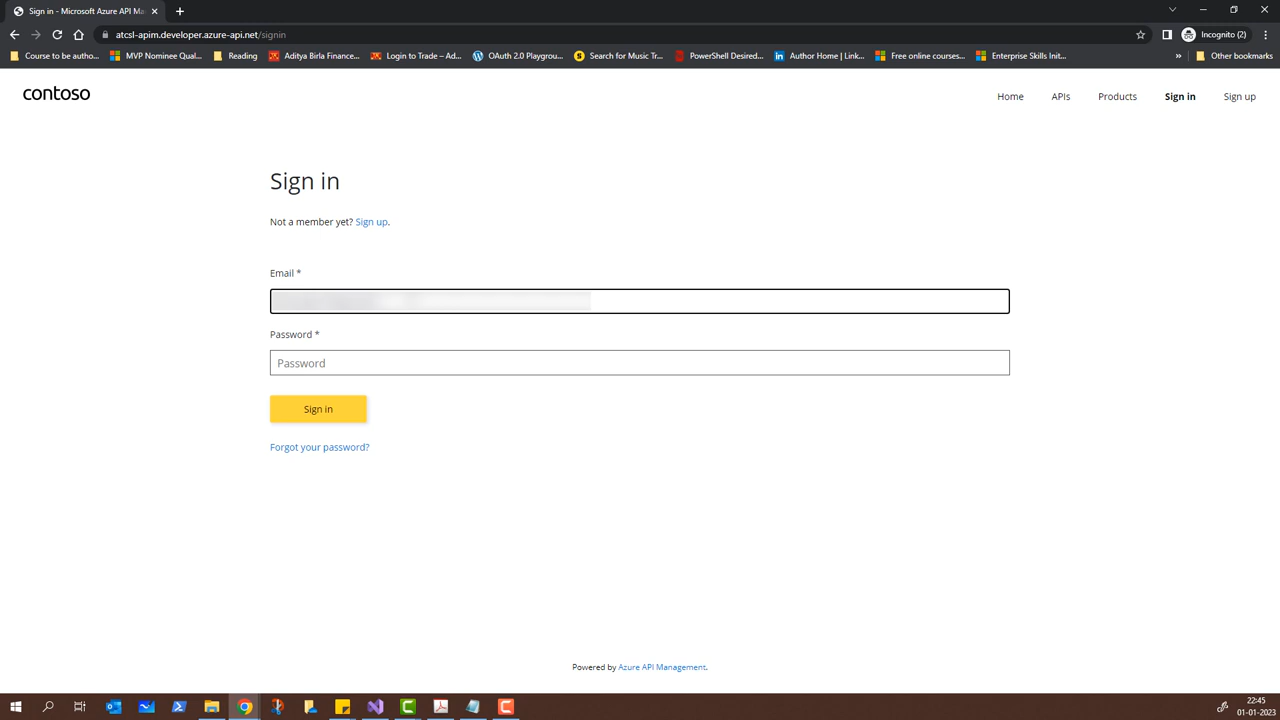 Sign in - Microsoft Azure API Ma
atcsl-apim.developer.azure-api.net/signin
Incognito (2)
Course to be autho...
MVP Nominee Qual...
Reading
Aditya Birla Finance...
Login to Trade – Ad...
OAuth 2.0 Playgrou...
Search for Music Tr...
PowerShell Desired...
Author Home | Link...
Free online courses...
Enterprise Skills Init...
»
Other bookmarks
contoso
Home
APIs
Products
Sign in
Sign up
Sign in
Not a member yet? Sign up.
Email *
Password *
Password
Sign in
Forgot your password?
Powered by Azure API Management.
22:45
01-01-2023